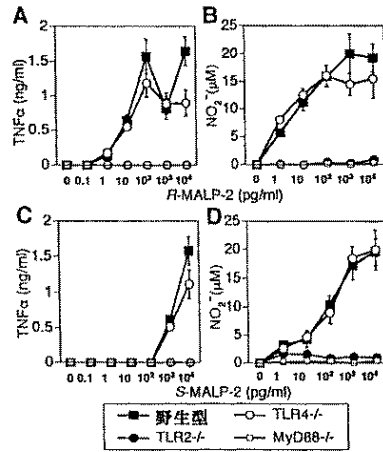 A
B
TNFα (ng/ml)
2
1.5
1
0.5
0
NO₂⁻ (μM)
25
20
15
10
5
0
0 0.1 1 10 10² 10³ 10⁴
0 1 10 10² 10³ 10⁴
R-MALP-2 (pg/ml)
C
D
TNFα (ng/ml)
2
1.5
1
0.5
0
NO₂⁻ (μM)
25
20
15
10
5
0
0 0.1 1 10 10² 10³ 10⁴
0 1 10 10² 10³ 10⁴
S-MALP-2 (pg/ml)
野生型 TLR4-/-
TLR2-/- MyD88-/-